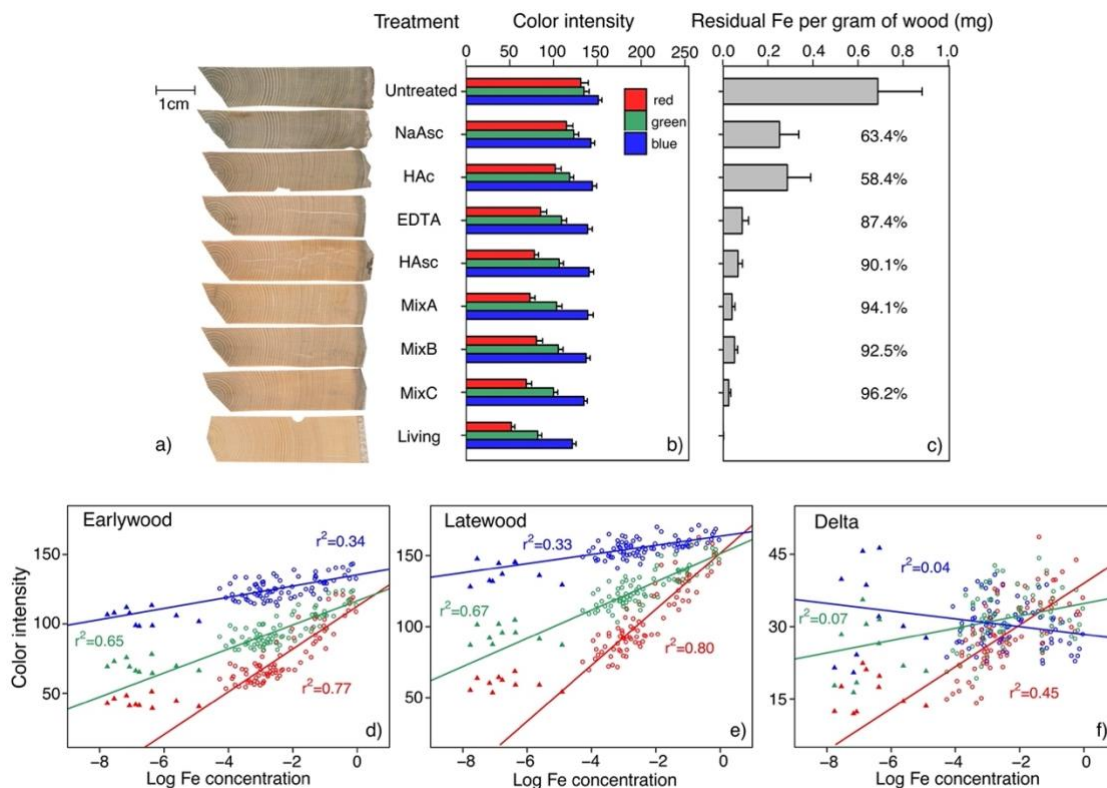 Treatment Color intensity Residual Fe per gram of wood (mg)
0 50 100 150 200 250 0.0 0.2 0.4 0.6 0.8 1.0
1cm
Untreated
red
green
blue
NaAsc 63.4%
HAc 58.4%
EDTA 87.4%
HAsc 90.1%
MixA 94.1%
MixB 92.5%
MixC 96.2%
Living
a) b) c)
Earlywood
r²=0.34
r²=0.65
r²=0.77
d)
Color intensity
150
100
50
−8 −6 −4 −2 0
Log Fe concentration
Latewood
r²=0.33
r²=0.67
r²=0.80
e)
150
100
50
−8 −6 −4 −2 0
Log Fe concentration
Delta
r²=0.04
r²=0.07
r²=0.45
f)
45
30
15
−8 −6 −4 −2 0
Log Fe concentration